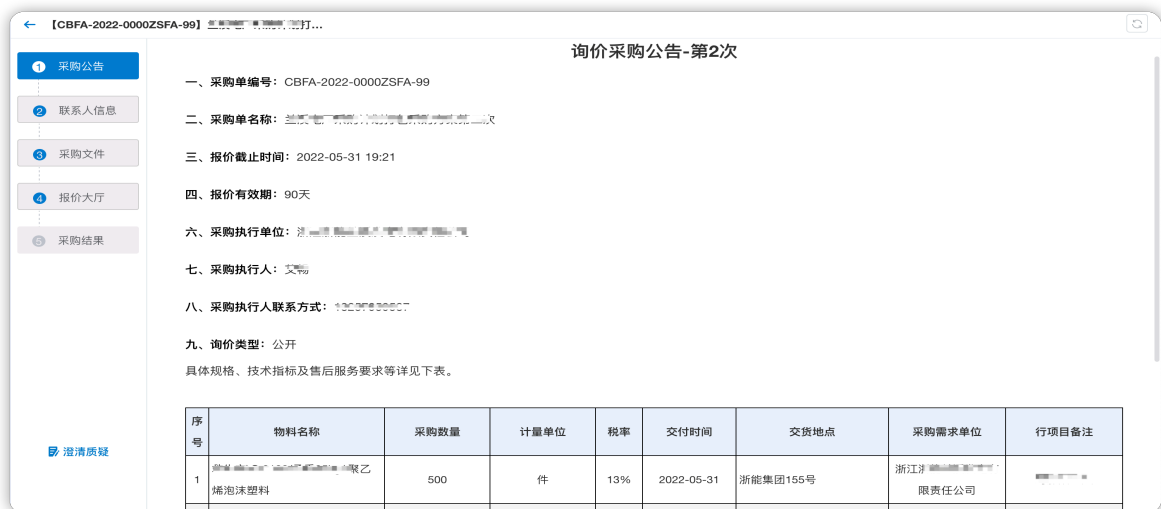 【CBFA-2022-0000ZSFA-99】
询价采购公告-第2次
1 采购公告
2 联系人信息
3 采购文件
4 报价大厅
5 采购结果
澄清质疑
一、采购单编号：CBFA-2022-0000ZSFA-99
二、采购单名称：
三、报价截止时间：2022-05-31 19:21
四、报价有效期：90天
六、采购执行单位：
七、采购执行人：
八、采购执行人联系方式：
九、询价类型：公开
具体规格、技术指标及售后服务要求等详见下表。
序号 物料名称 采购数量 计量单位 税率 交付时间 交货地点 采购需求单位 行项目备注
1 聚乙烯泡沫塑料 500 件 13% 2022-05-31 浙能集团155号 浙江 限责任公司